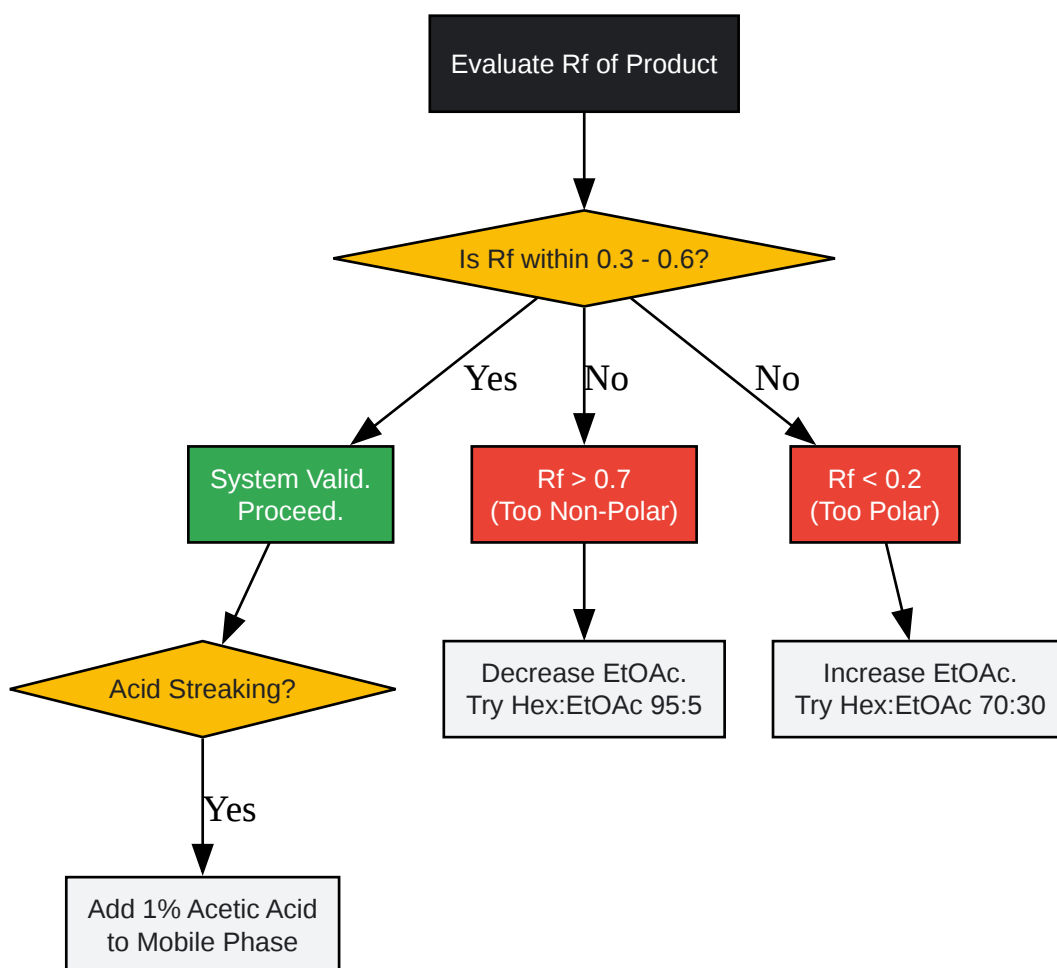 Evaluate Rf of Product
Is Rf within 0.3 - 0.6?
Yes
No
No
System Valid.
Proceed.
Rf > 0.7
(Too Non-Polar)
Rf < 0.2
(Too Polar)
Acid Streaking?
Decrease EtOAc.
Try Hex:EtOAc 95:5
Increase EtOAc.
Try Hex:EtOAc 70:30
Yes
Add 1% Acetic Acid
to Mobile Phase